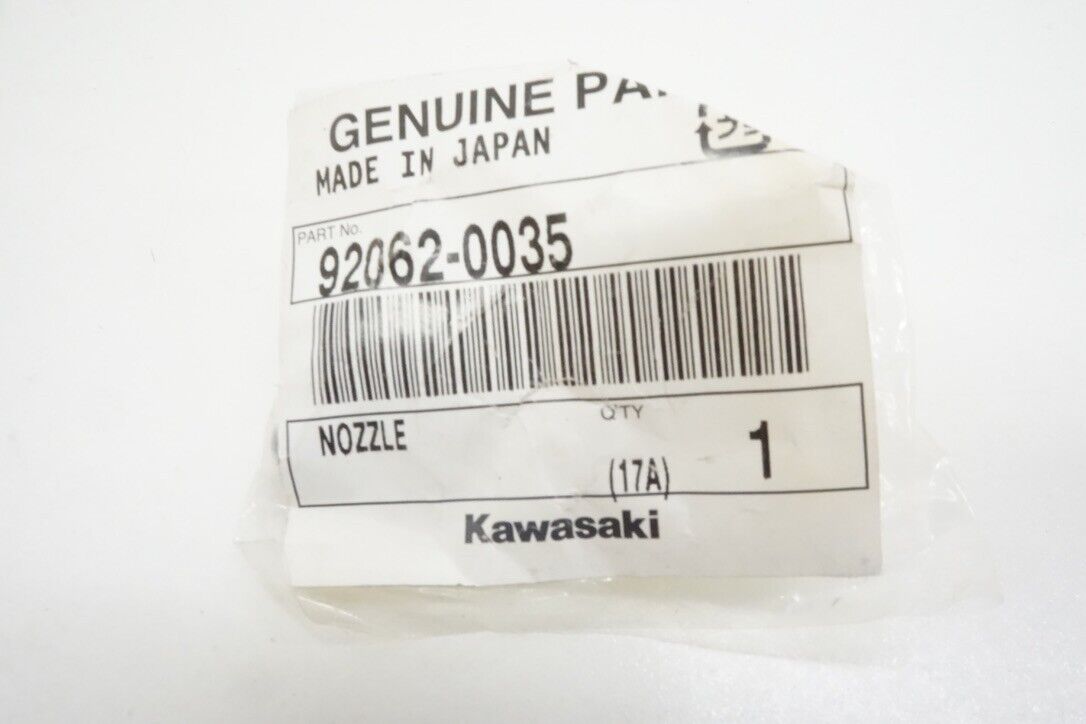 GENUINE PA
MADE IN JAPAN
PART No.
92062-0035
NOZZLE
Q'TY
(17A)
1
Kawasaki